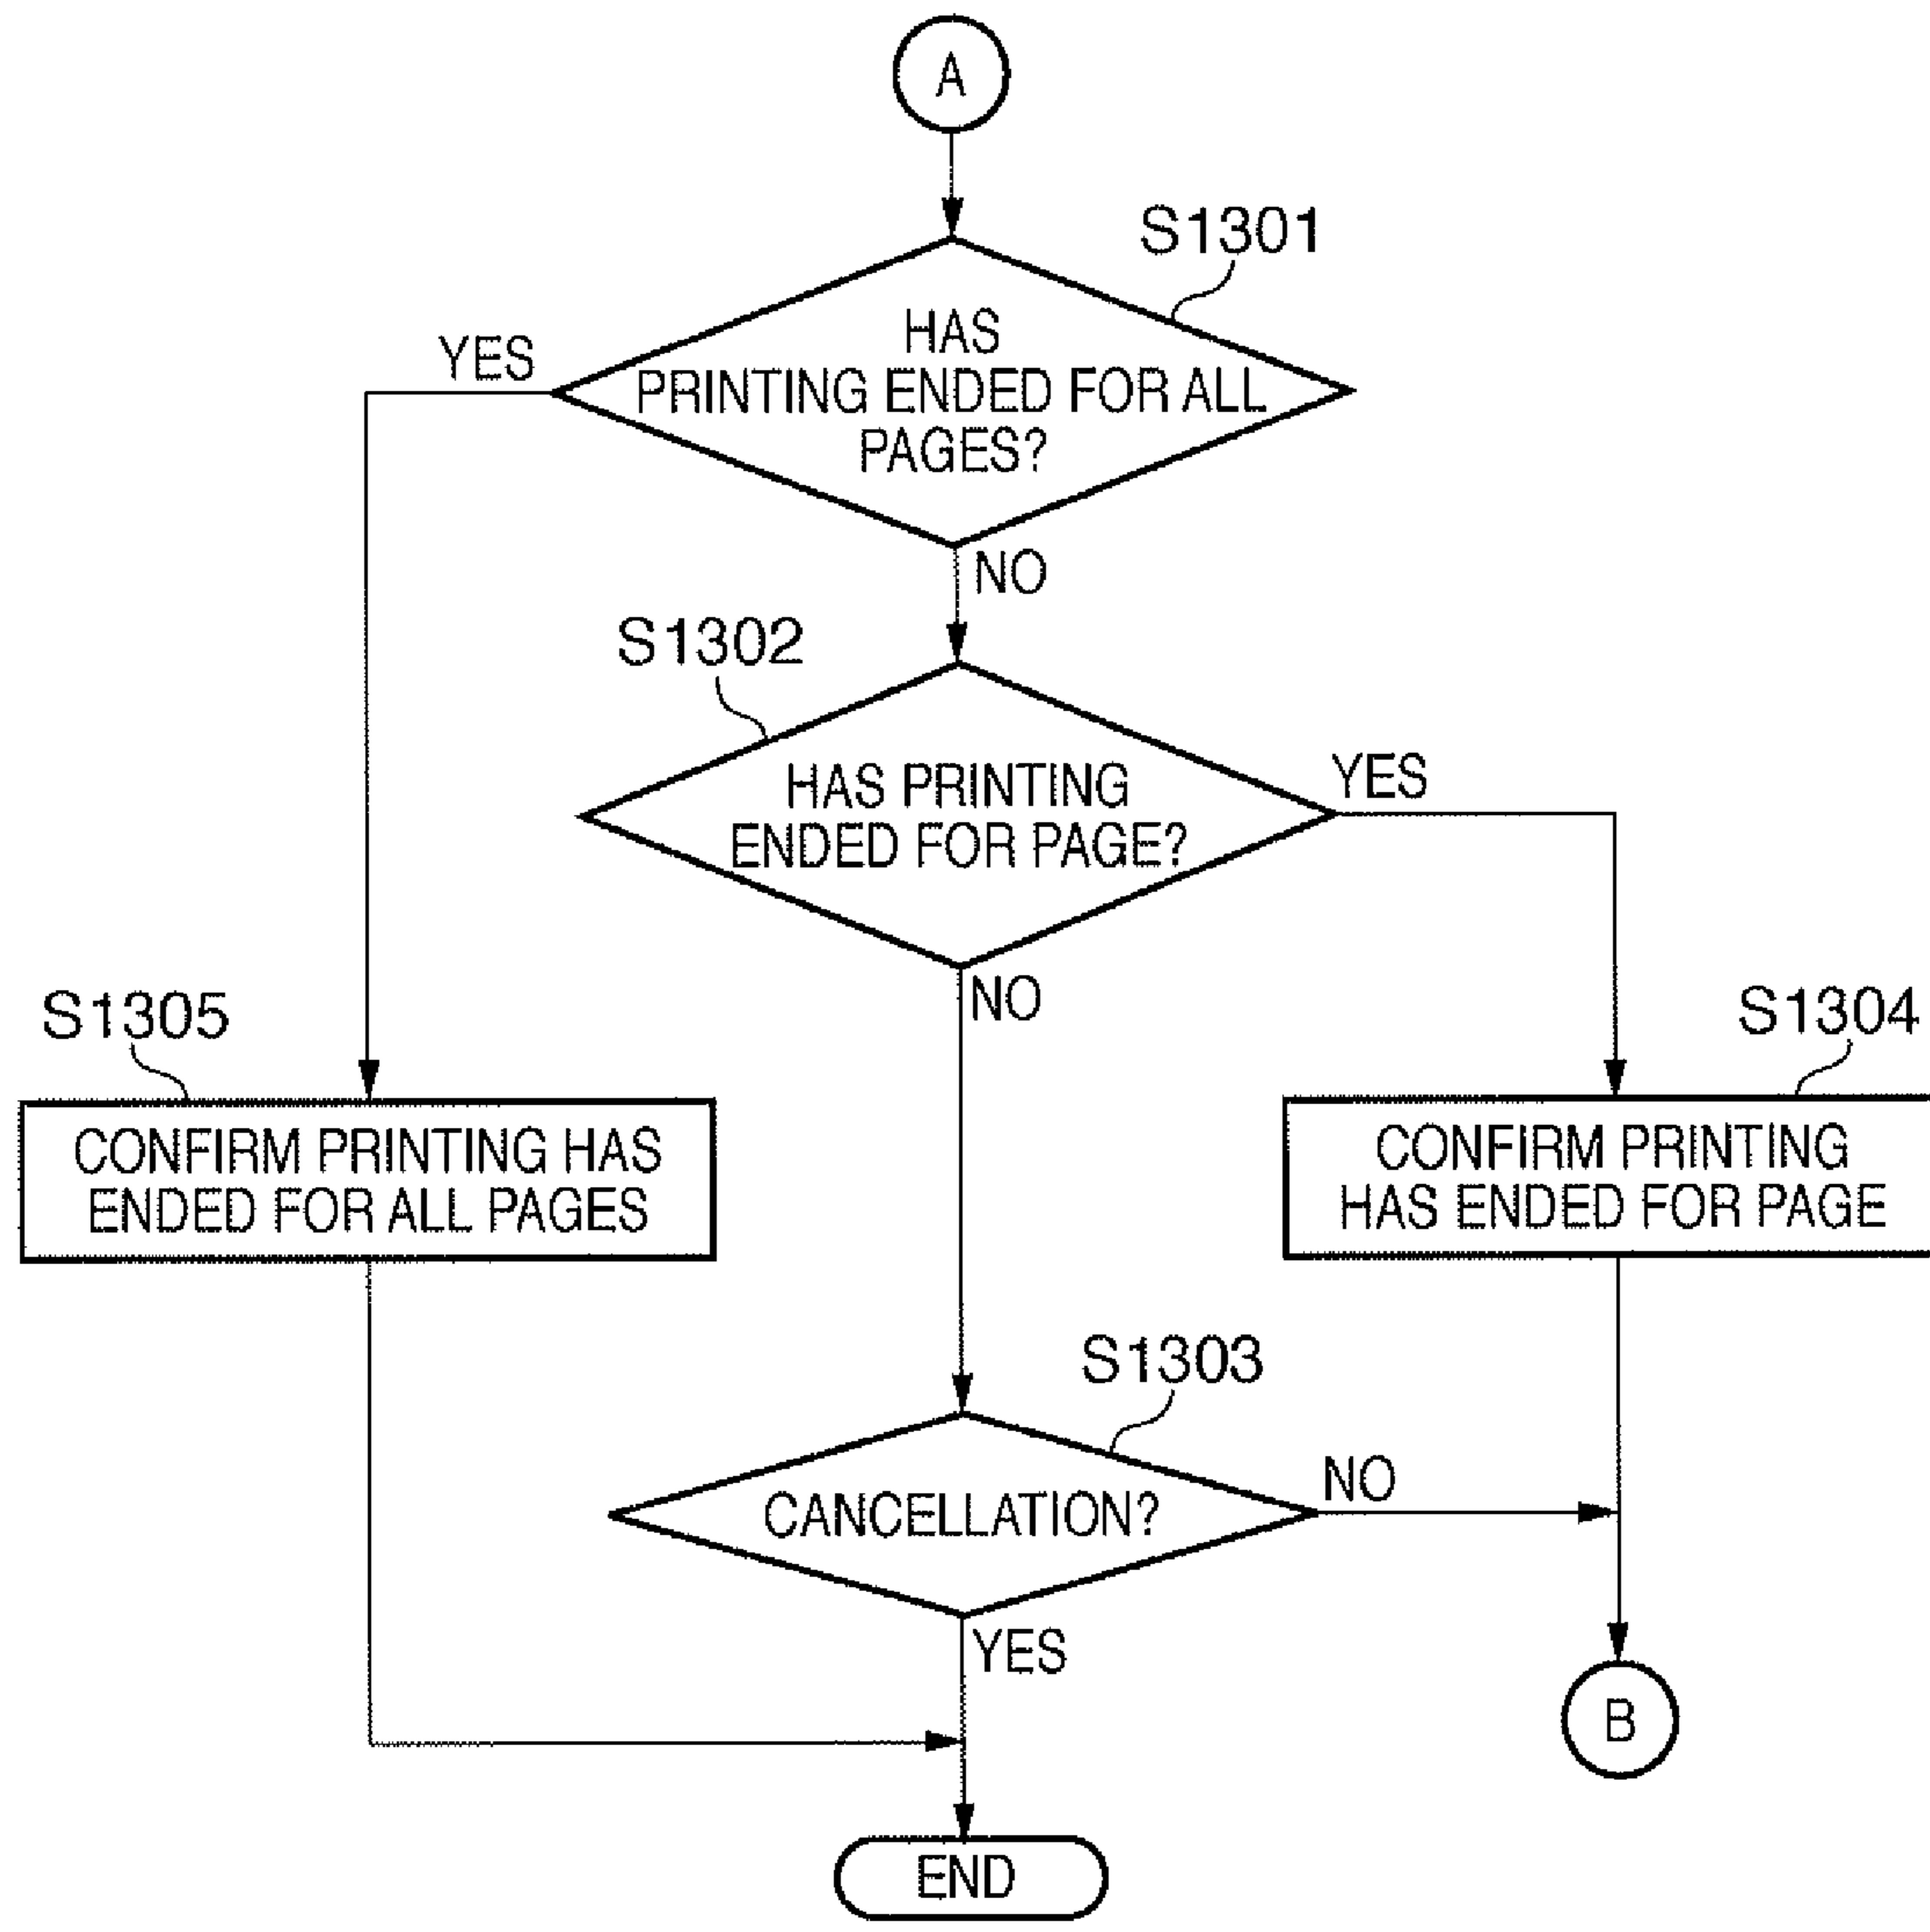 A
S1301
HAS
PRINTING ENDED FOR ALL
PAGES?
YES
NO
S1302
HAS PRINTING
ENDED FOR PAGE?
YES
NO
S1305
CONFIRM PRINTING HAS
ENDED FOR ALL PAGES
S1304
CONFIRM PRINTING
HAS ENDED FOR PAGE
S1303
CANCELLATION?
NO
YES
B
END